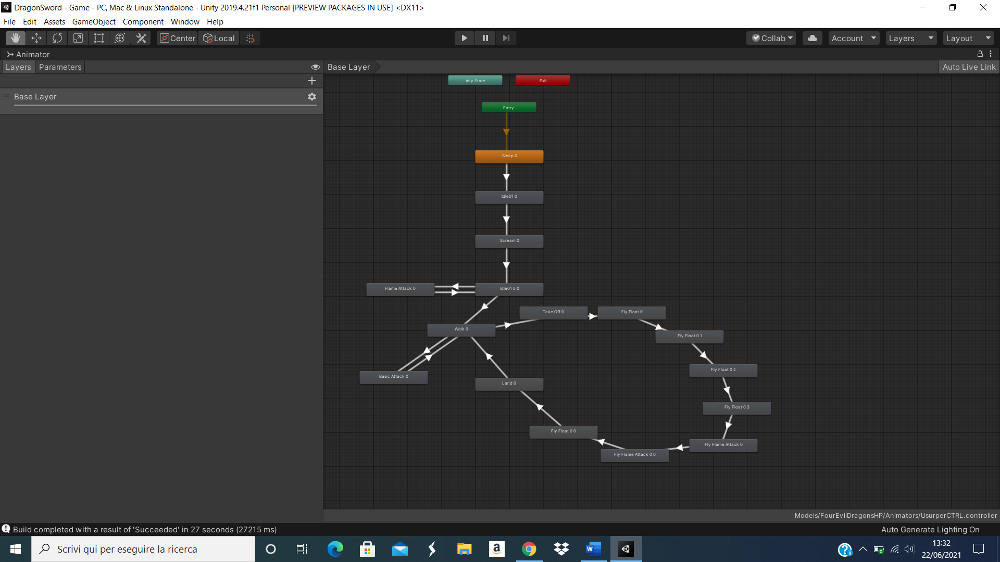 DragonSword - Game - PC, Mac & Linux Standalone - Unity 2019.4.21f1 Personal [PREVIEW PACKAGES IN USE] <DX11>
File Edit Assets GameObject Component Window Help
Center Local Collab Account Layers Layout
Animator
Layers Parameters Base Layer Auto Live Link
Any State Exit
Base Layer
Entry
Sleep 0
Idle01 0
Scream 0
Flame Attack 0 Idle01 0 0
Take Off 0 Fly Float 0
Walk 0
Fly Float 0 1
Fly Float 0 2
Basic Attack 0
Land 0
Fly Float 0 3
Fly Float 0 0
Fly Flame Attack 0
Fly Flame Attack 0 0
Models/FourEvilDragonsHP/Animators/UsurperCTRL.controller
Build completed with a result of 'Succeeded' in 27 seconds (27215 ms) Auto Generate Lighting On
Scrivi qui per eseguire la ricerca
13:32
22/06/2021